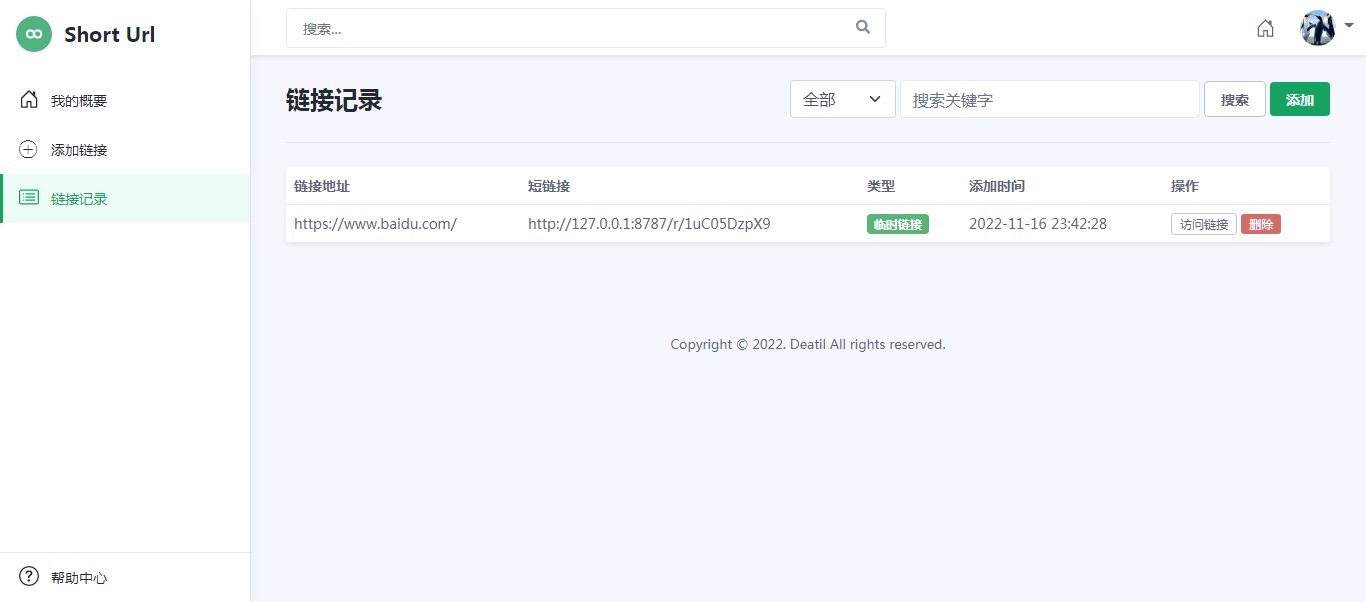 Short Url
我的概要
添加链接
链接记录
帮助中心
搜索...
链接记录
全部
搜索关键字
搜索
添加
链接地址 短链接 类型 添加时间 操作
https://www.baidu.com/ http://127.0.0.1:8787/r/1uC05DzpX9 临时链接 2022-11-16 23:42:28 访问链接 删除
Copyright © 2022. Deatil All rights reserved.